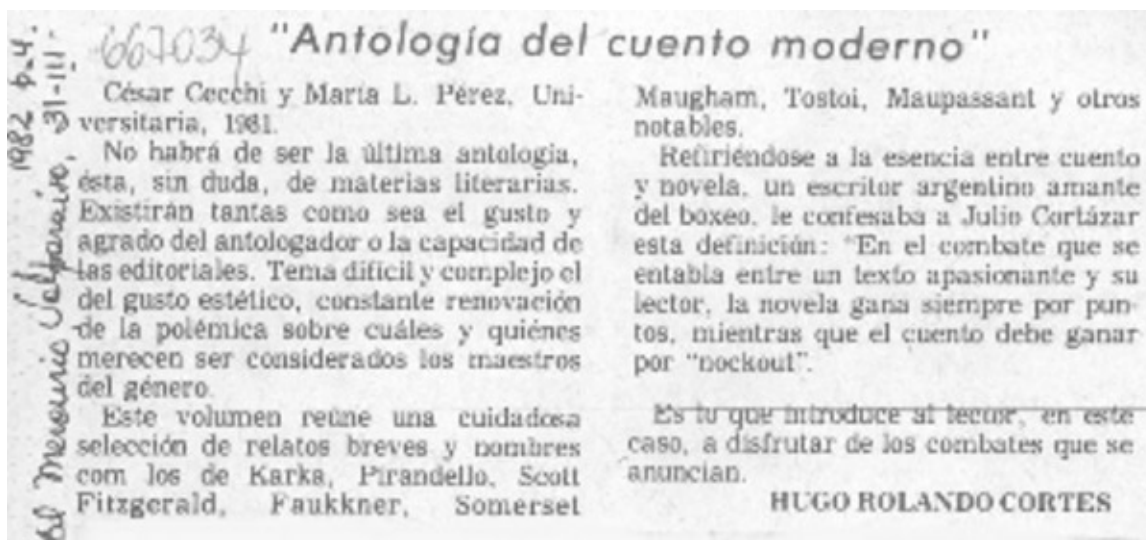 667034
"Antología del cuento moderno"
César Cecchi y María L. Pérez, Uni-
versitaria, 1981.
No habrá de ser la última antología,
ésta, sin duda, de materias literarias.
Existirán tantas como sea el gusto y
agrado del antologador o la capacidad de
las editoriales. Tema difícil y complejo el
del gusto estético, constante renovación
de la polémica sobre cuáles y quiénes
merecen ser considerados los maestros
del género.
Este volumen reúne una cuidadosa
selección de relatos breves y nombres
com los de Karka, Pirandello, Scott
Fitzgerald, Faukkner, Somerset
Maugham, Tostoi, Maupassant y otros
notables.
Refiriéndose a la esencia entre cuento
y novela, un escritor argentino amante
del boxeo, le confesaba a Julio Cortázar
esta definición: "En el combate que se
entabla entre un texto apasionante y su
lector, la novela gana siempre por pun-
tos, mientras que el cuento debe ganar
por "nockout".
Es lo que introduce al lector, en este
caso, a disfrutar de los combates que se
anuncian.
HUGO ROLANDO CORTES
El Mercurio Valparaíso, 31-III-
1982 p.4.